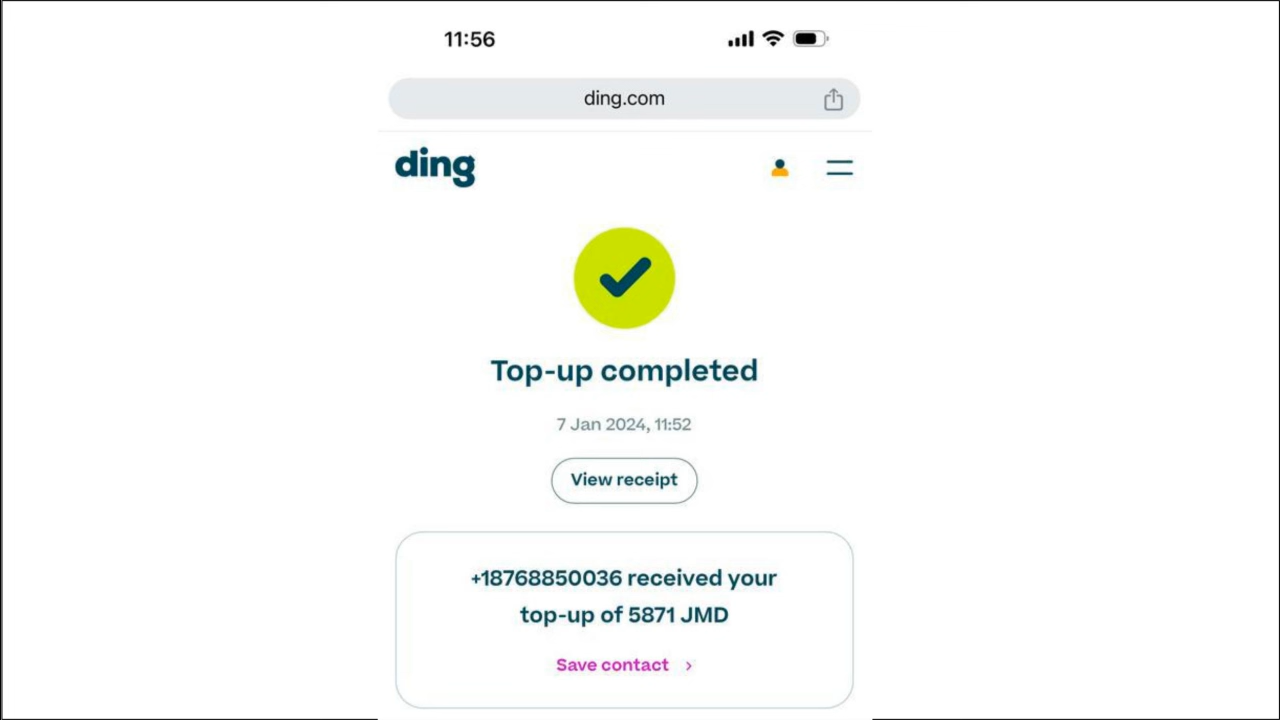 11:56
ding.com
ding
Top-up completed
7 Jan 2024, 11:52
View receipt
+18768850036 received your
top-up of 5871 JMD
Save contact